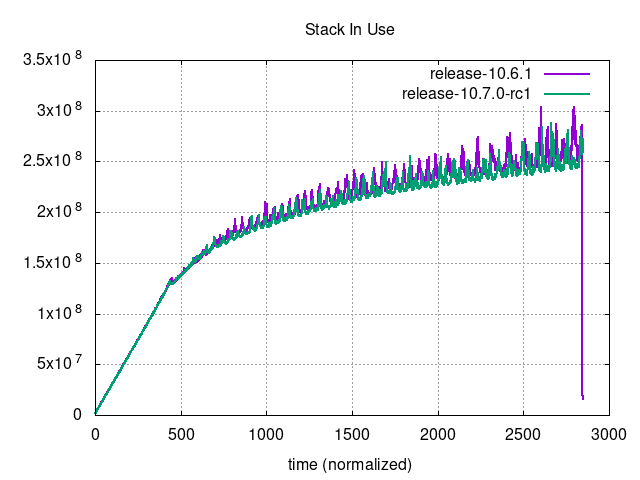 Stack In Use
3.5x10^8
3x10^8
2.5x10^8
2x10^8
1.5x10^8
1x10^8
5x10^7
0
release-10.6.1
release-10.7.0-rc1
0 500 1000 1500 2000 2500 3000
time (normalized)